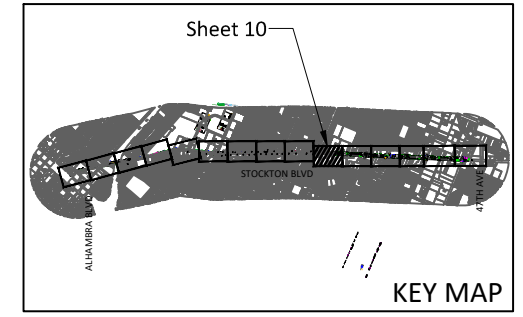 Sheet 10
STOCKTON BLVD
ALHAMBRA BLVD
47TH AVE
KEY MAP